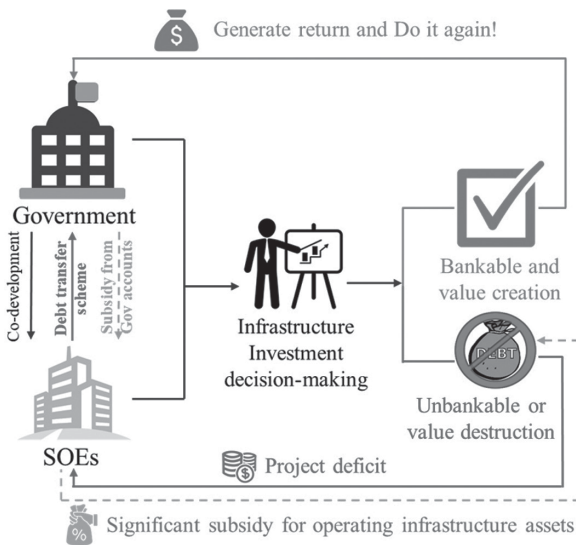 $
Generate return and Do it again!
Government
Co-development
Debt transfer
scheme
Subsidy from
Gov accounts
Infrastructure
Investment
decision-making
Bankable and
value creation
DEBT
Unbankable or
value destruction
SOEs
$
Project deficit
%
Significant subsidy for operating infrastructure assets